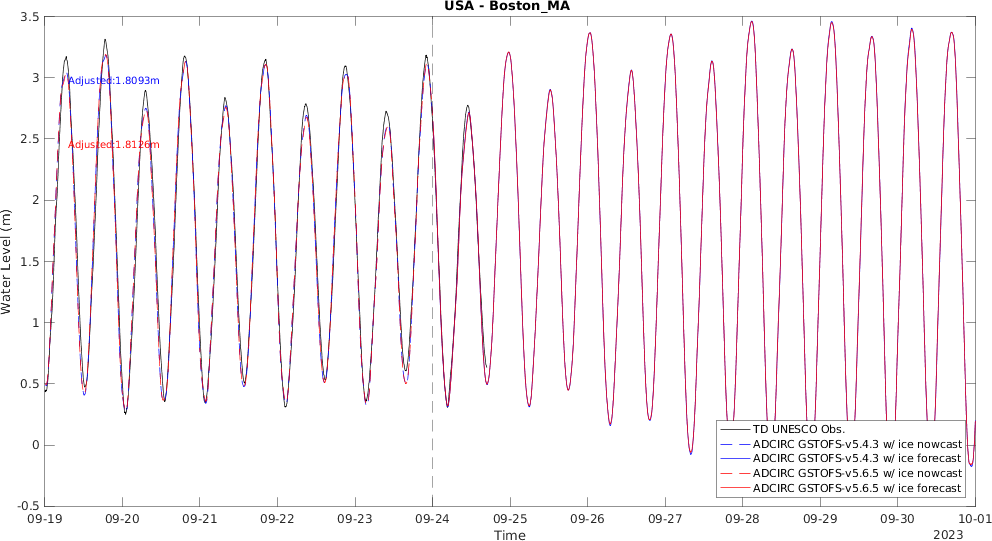 USA - Boston_MA
3.5
3
2.5
2
1.5
1
0.5
0
-0.5
Water Level (m)
Adjusted:1.8093m
Adjusted:1.8126m
TD UNESCO Obs.
ADCIRC GSTOFS-v5.4.3 w/ ice nowcast
ADCIRC GSTOFS-v5.4.3 w/ ice forecast
ADCIRC GSTOFS-v5.6.5 w/ ice nowcast
ADCIRC GSTOFS-v5.6.5 w/ ice forecast
09-19 09-20 09-21 09-22 09-23 09-24 09-25 09-26 09-27 09-28 09-29 09-30 10-01
Time
2023